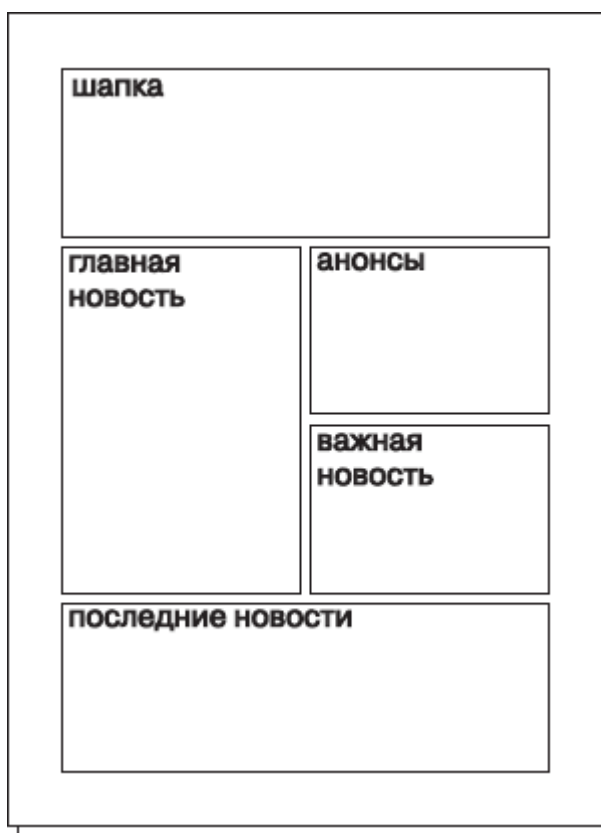 шапка
главная
новость
анонсы
важная
новость
последние новости